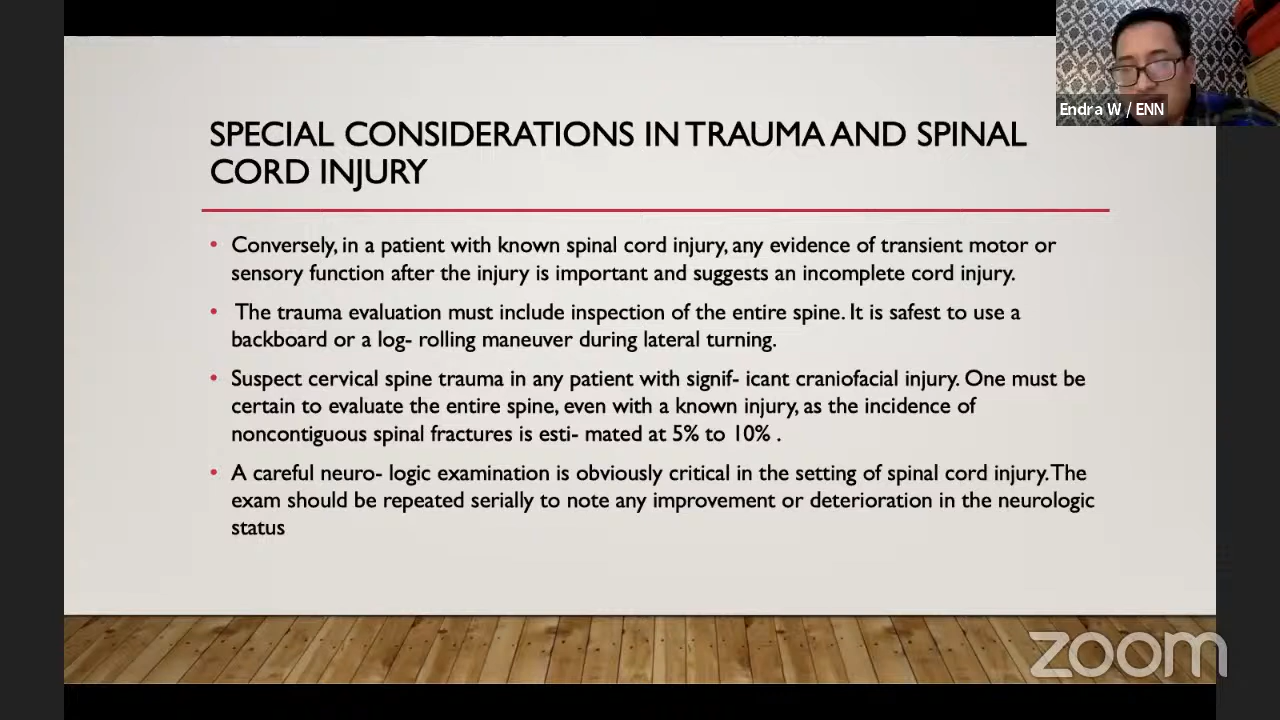 Endra W / ENN
SPECIAL CONSIDERATIONS IN TRAUMA AND SPINAL
CORD INJURY
• Conversely, in a patient with known spinal cord injury, any evidence of transient motor or
sensory function after the injury is important and suggests an incomplete cord injury.
• The trauma evaluation must include inspection of the entire spine. It is safest to use a
backboard or a log- rolling maneuver during lateral turning.
• Suspect cervical spine trauma in any patient with signif- icant craniofacial injury. One must be
certain to evaluate the entire spine, even with a known injury, as the incidence of
noncontiguous spinal fractures is esti- mated at 5% to 10% .
• A careful neuro- logic examination is obviously critical in the setting of spinal cord injury. The
exam should be repeated serially to note any improvement or deterioration in the neurologic
status
zoom